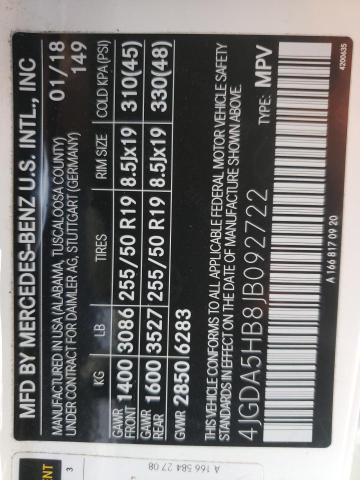 MFD BY MERCEDES-BENZ U.S. INTL., INC
MANUFACTURED IN USA (ALABAMA, TUSCALOOSA COUNTY) 01/18
UNDER CONTRACT FOR DAIMLER AG, STUTTGART (GERMANY) 149
KG LB TIRES RIM SIZE COLD KPA (PSI)
GAWR FRONT 1400 3086 255/50 R19 8.5Jx19 310(45)
GAWR REAR 1600 3527 255/50 R19 8.5Jx19 330(48)
GVWR 2850 6283
THIS VEHICLE CONFORMS TO ALL APPLICABLE FEDERAL MOTOR VEHICLE SAFETY
STANDARDS IN EFFECT ON THE DATE OF MANUFACTURE SHOWN ABOVE.
4JGDA5HB8JB092722 TYPE: MPV
A 166 817 09 20
4200635
A 166 584 27 08
3